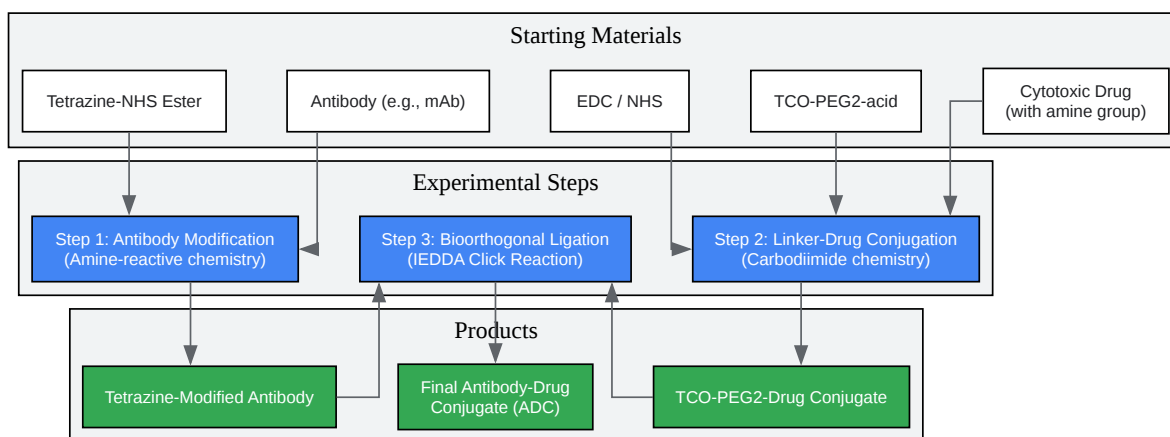 Starting Materials
Tetrazine-NHS Ester
Antibody (e.g., mAb)
EDC / NHS
TCO-PEG2-acid
Cytotoxic Drug
(with amine group)
Experimental Steps
Step 1: Antibody Modification
(Amine-reactive chemistry)
Step 3: Bioorthogonal Ligation
(IEDDA Click Reaction)
Step 2: Linker-Drug Conjugation
(Carbodiimide chemistry)
Products
Tetrazine-Modified Antibody
Final Antibody-Drug
Conjugate (ADC)
TCO-PEG2-Drug Conjugate